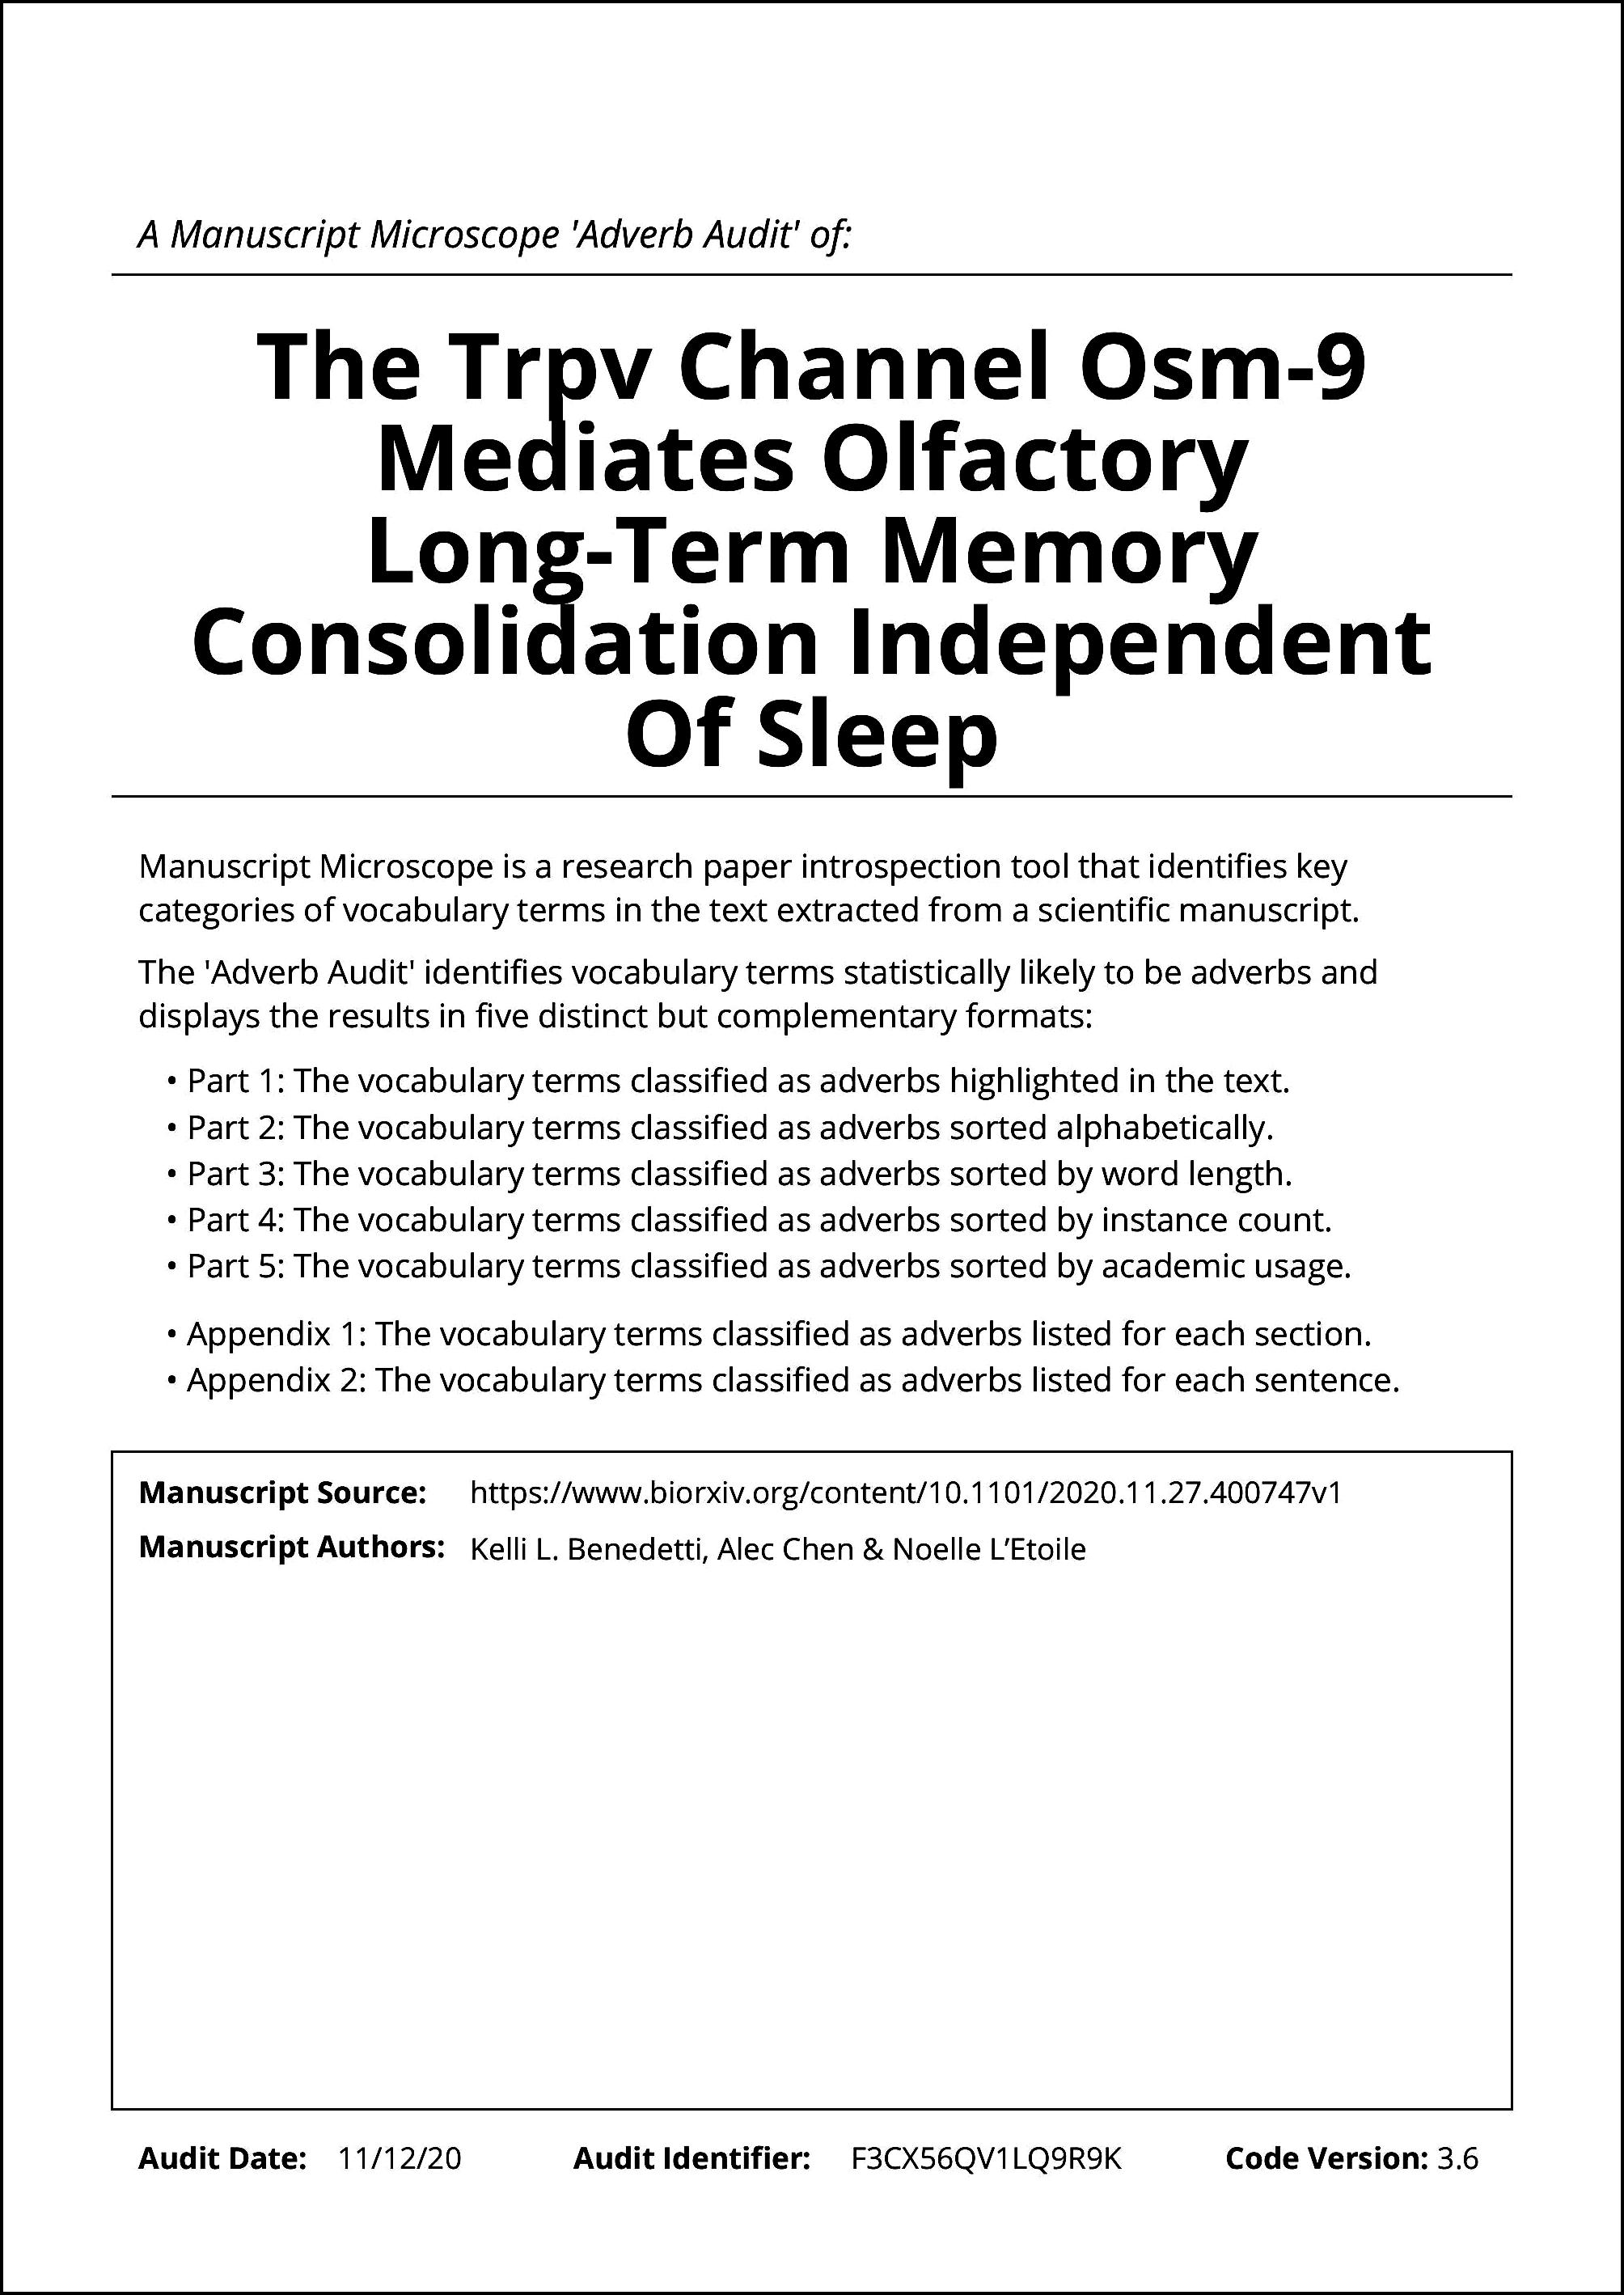 A Manuscript Microscope 'Adverb Audit' of:
The Trpv Channel Osm-9
Mediates Olfactory
Long-Term Memory
Consolidation Independent
Of Sleep
Manuscript Microscope is a research paper introspection tool that identifies key
categories of vocabulary terms in the text extracted from a scientific manuscript.
The 'Adverb Audit' identifies vocabulary terms statistically likely to be adverbs and
displays the results in five distinct but complementary formats:
• Part 1: The vocabulary terms classified as adverbs highlighted in the text.
• Part 2: The vocabulary terms classified as adverbs sorted alphabetically.
• Part 3: The vocabulary terms classified as adverbs sorted by word length.
• Part 4: The vocabulary terms classified as adverbs sorted by instance count.
• Part 5: The vocabulary terms classified as adverbs sorted by academic usage.
• Appendix 1: The vocabulary terms classified as adverbs listed for each section.
• Appendix 2: The vocabulary terms classified as adverbs listed for each sentence.
Manuscript Source: https://www.biorxiv.org/content/10.1101/2020.11.27.400747v1
Manuscript Authors: Kelli L. Benedetti, Alec Chen & Noelle L’Etoile
Audit Date: 11/12/20 Audit Identifier: F3CX56QV1LQ9R9K Code Version: 3.6